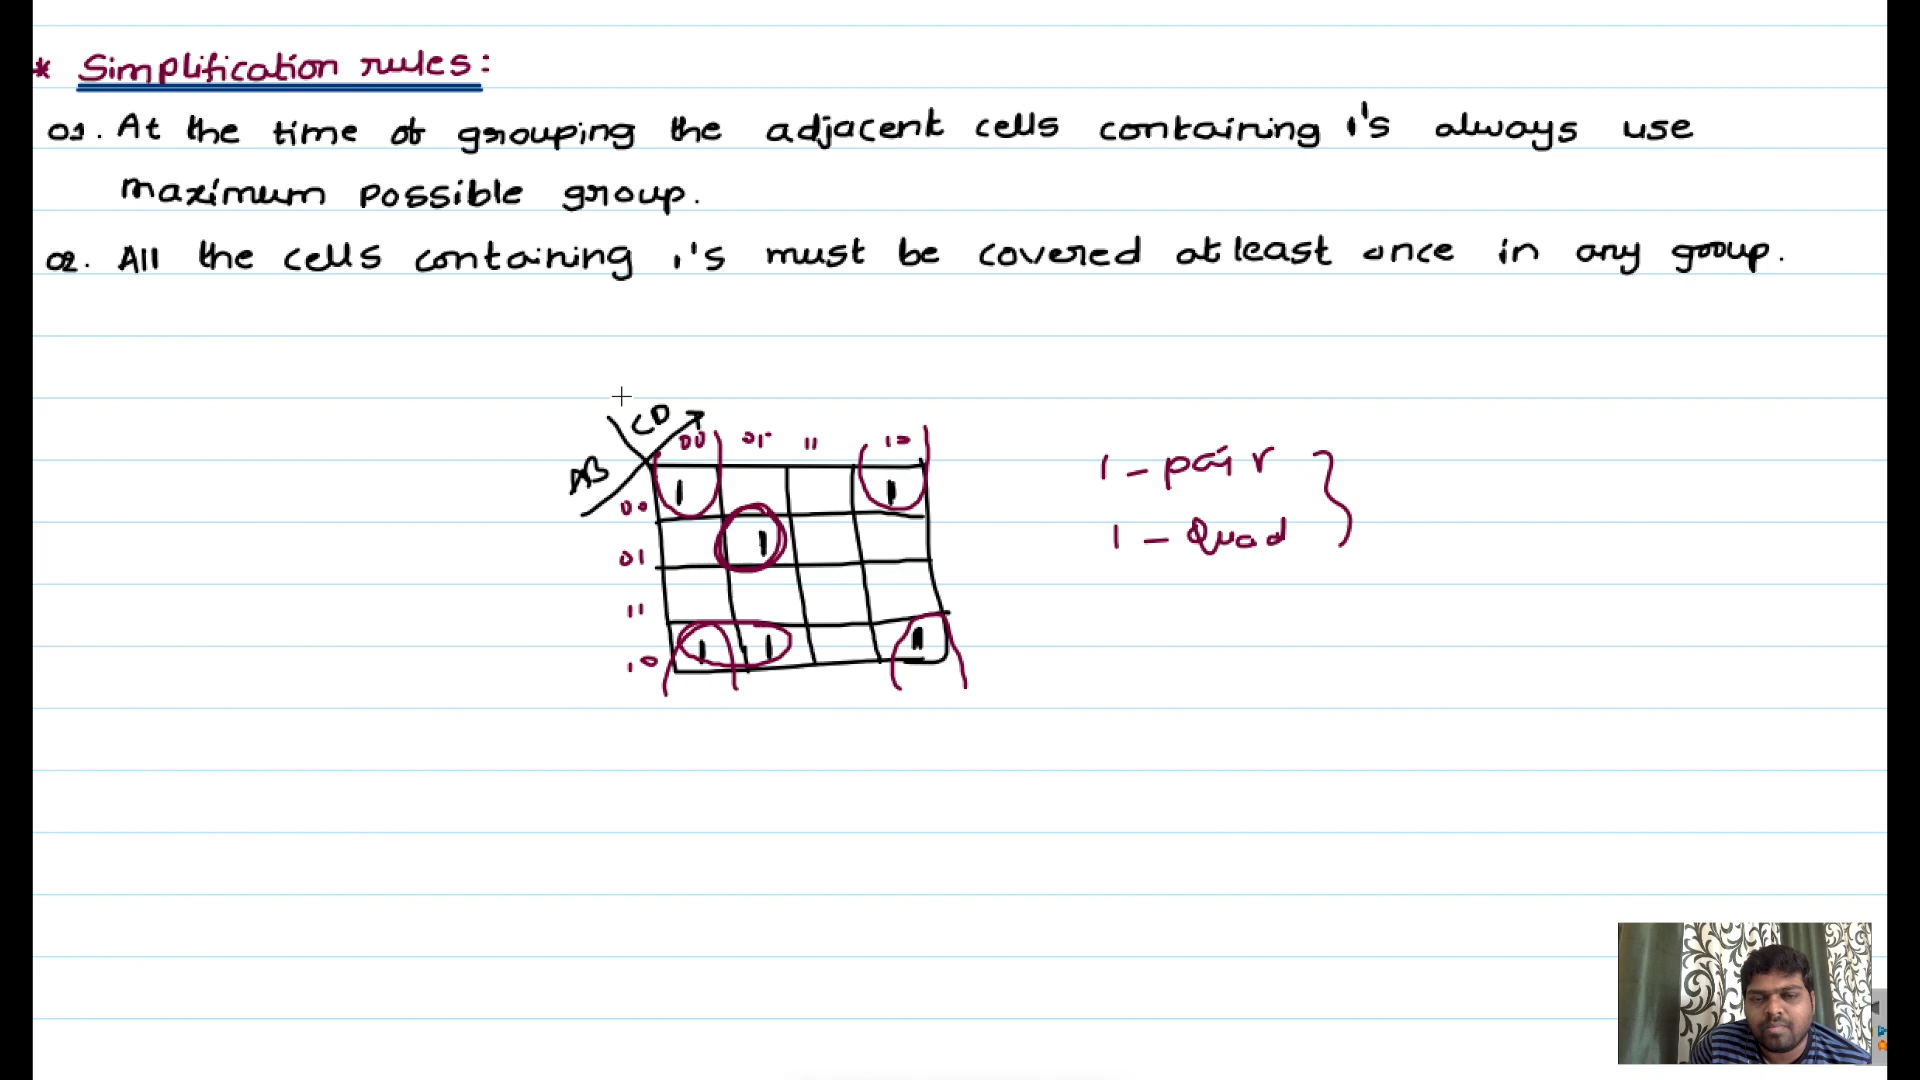 * Simplification rules:
01. At the time of grouping the adjacent cells containing 1's always use
maximum possible group.
02. All the cells containing 1's must be covered atleast once in any group.
CD
AB
00 01 11 10
00 1 1
01 1
11
10 1 1 1
1 - pair
1 - Quad